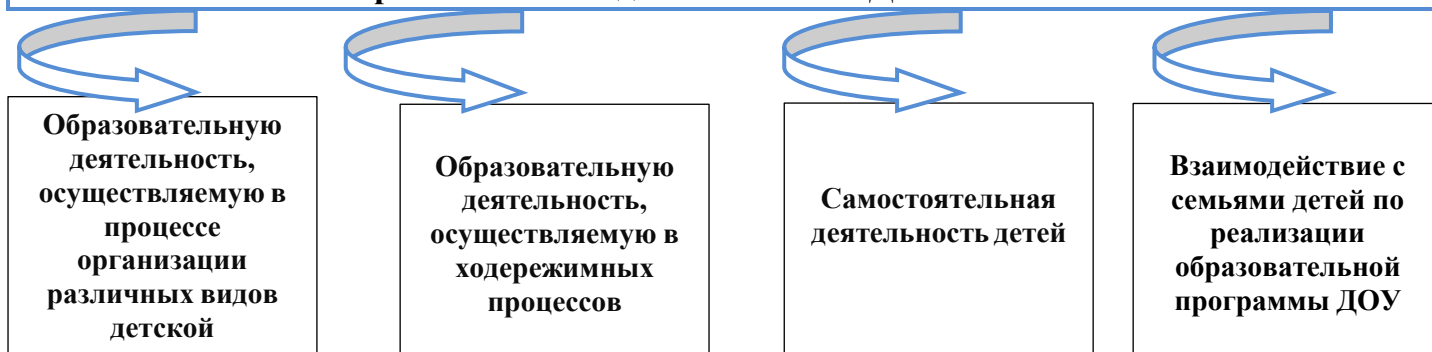 Образовательную
деятельность,
осуществляемую в
процессе
организации
различных видов
детской
Образовательную
деятельность,
осуществляемую в
ходережимных
процессов
Самостоятельная
деятельность детей
Взаимодействие с
семьями детей по
реализации
образовательной
программы ДОУ